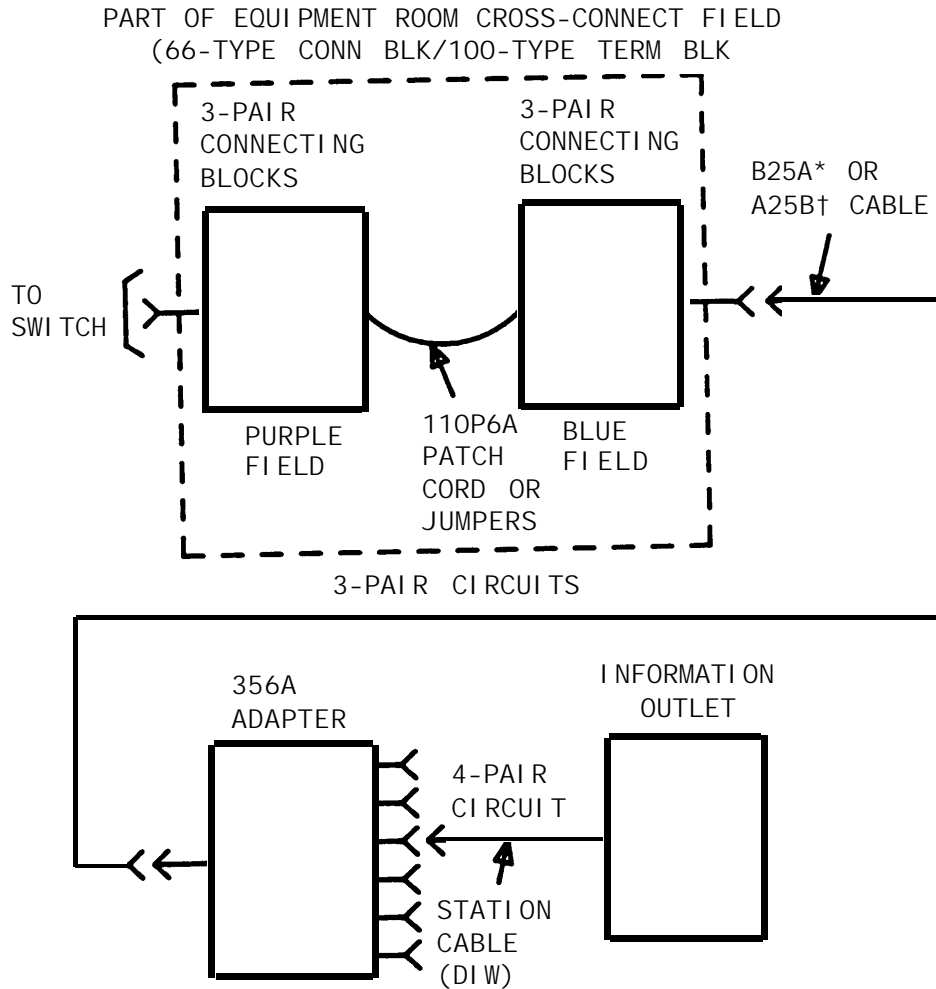 PART OF EQUIPMENT ROOM CROSS-CONNECT FIELD
(66-TYPE CONN BLK/100-TYPE TERM BLK
3-PAIR
CONNECTING
BLOCKS
3-PAIR
CONNECTING
BLOCKS
B25A* OR
A25B† CABLE
TO
SWITCH
PURPLE
FIELD
110P6A
PATCH
CORD OR
JUMPERS
BLUE
FIELD
3-PAIR CIRCUITS
356A
ADAPTER
INFORMATION
OUTLET
4-PAIR
CIRCUIT
STATION
CABLE
(DIW)